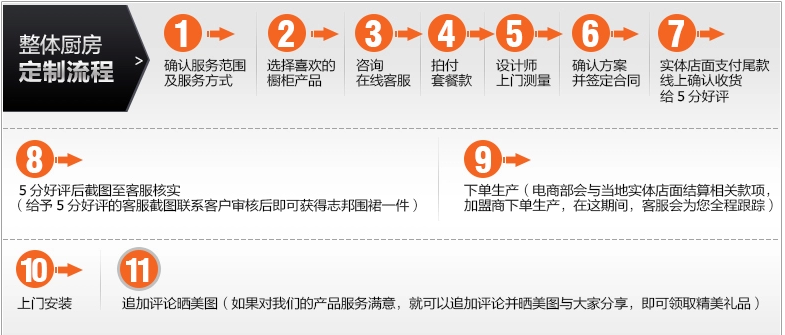 整体厨房
定制流程
>
1
确认服务范围
及服务方式
2
选择喜欢的
橱柜产品
3
咨询
在线客服
4
拍付
套餐款
5
设计师
上门测量
6
确认方案
并签定合同
7
实体店面支付尾款
线上确认收货
给5分好评
8
5分好评后截图至客服核实
（给予5分好评的客服截图联系客户审核后即可获得志邦围裙一件）
9
下单生产（电商部会与当地实体店面结算相关款项，
加盟商下单生产，在这期间，客服会为您全程跟踪）
10
上门安装
11
追加评论晒美图（如果对我们的产品服务满意，就可以追加评论并晒美图与大家分享，即可领取精美礼品）